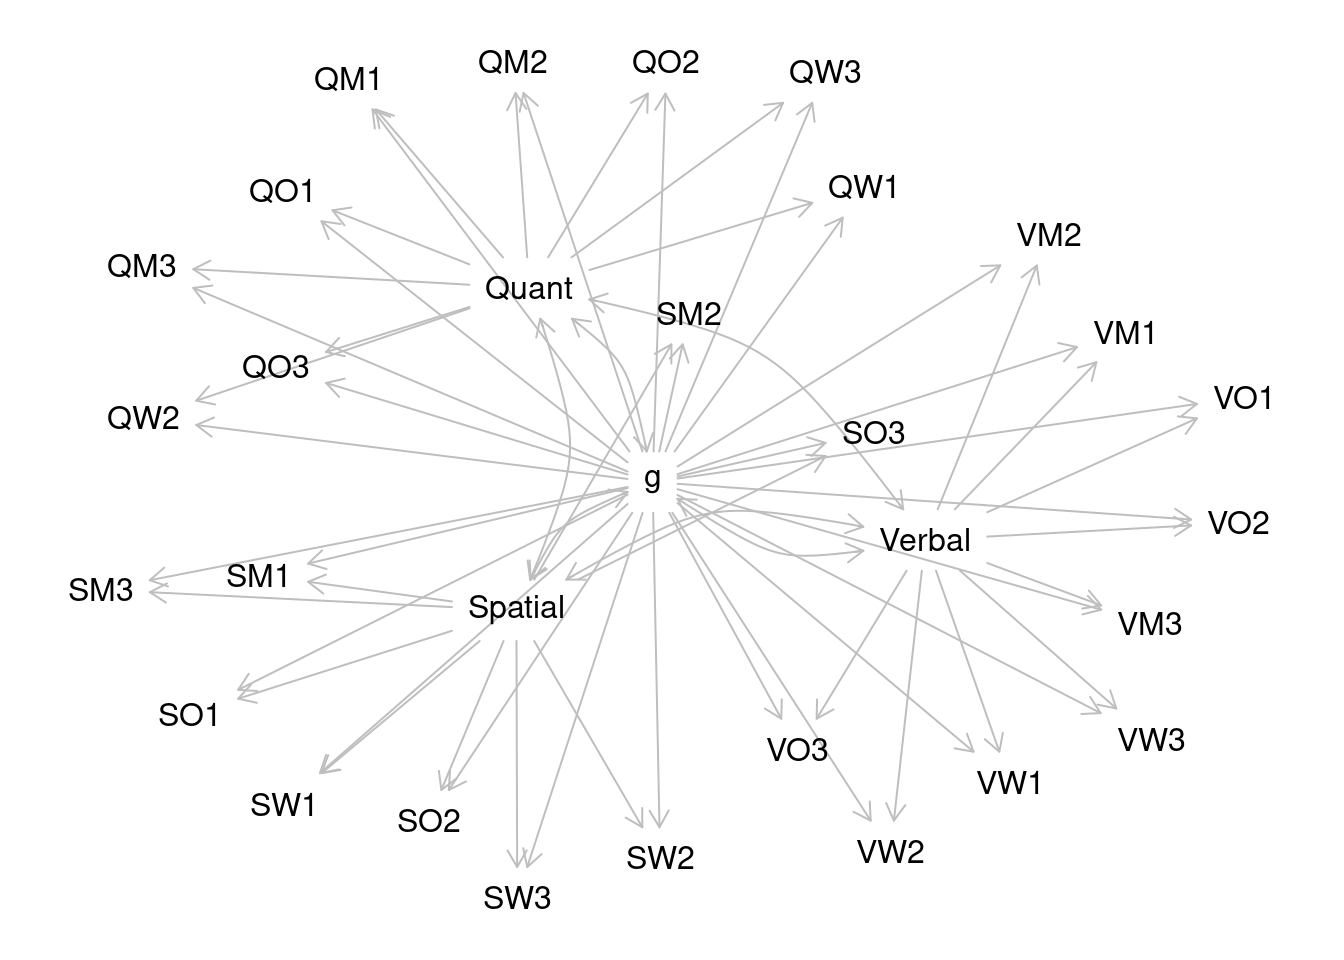 QM1
QM2
QO2
QW3
QO1
QW1
VM2
QM3
Quant
SM2
VM1
QO3
VO1
QW2
SO3
g
VO2
Verbal
SM3
SM1
Spatial
VM3
SO1
VO3
VW3
SW1
SO2
VW1
SW2
VW2
SW3